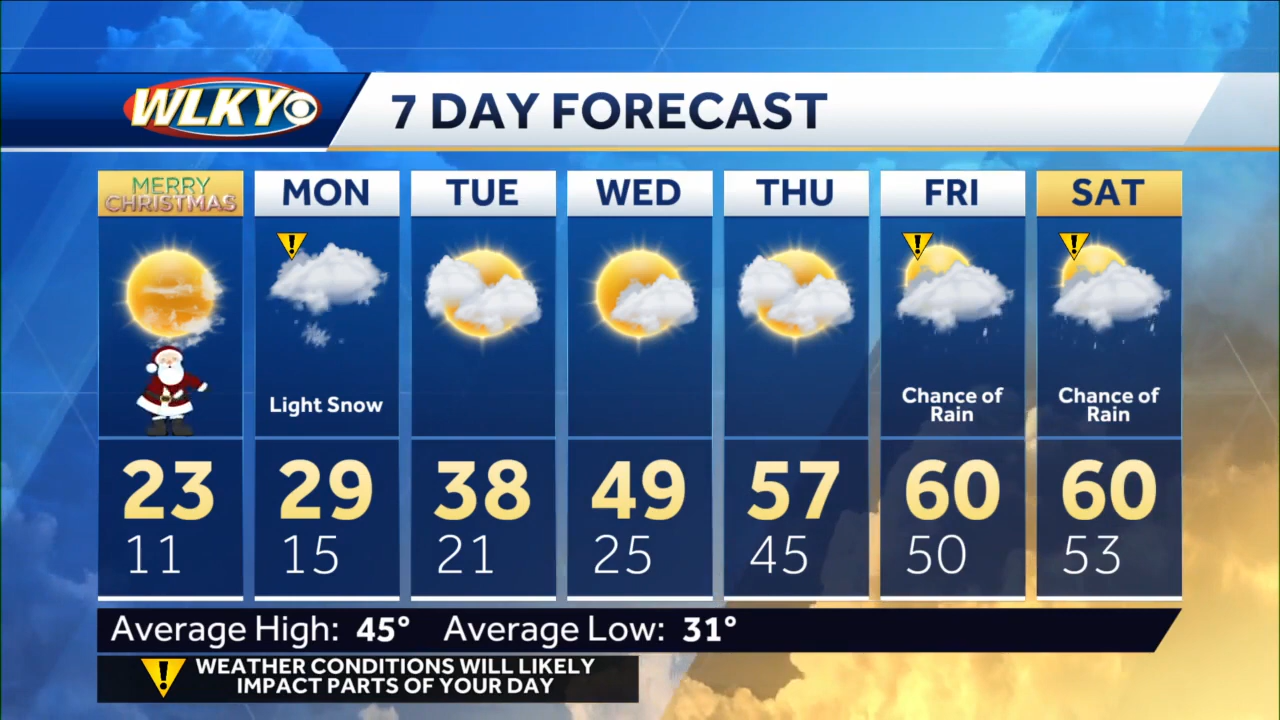 WLKY
7 DAY FORECAST
MERRY
CHRISTMAS
MON
TUE
WED
THU
FRI
SAT
!
!
!
Light Snow
Chance of
Rain
Chance of
Rain
23
29
38
49
57
60
60
11
15
21
25
45
50
53
Average High: 45° Average Low: 31°
! WEATHER CONDITIONS WILL LIKELY
IMPACT PARTS OF YOUR DAY